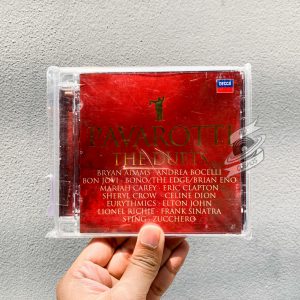 DECCA
PAVAROTTI
THE DUETS
BRYAN ADAMS · ANDREA BOCELLI
BON JOVI · BONO/THE EDGE/BRIAN ENO
MARIAH CAREY · ERIC CLAPTON
SHERYL CROW · CELINE DION
EURYTHMICS · ELTON JOHN
LIONEL RICHIE · FRANK SINATRA
STING · ZUCCHERO